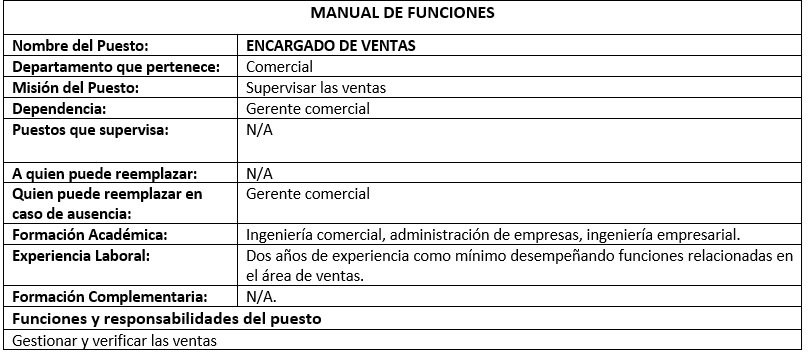 MANUAL DE FUNCIONES
Nombre del Puesto: ENCARGADO DE VENTAS
Departamento que pertenece: Comercial
Misión del Puesto: Supervisar las ventas
Dependencia: Gerente comercial
Puestos que supervisa: N/A
A quien puede reemplazar: N/A
Quien puede reemplazar en caso de ausencia: Gerente comercial
Formación Académica: Ingeniería comercial, administración de empresas, ingeniería empresarial.
Experiencia Laboral: Dos años de experiencia como mínimo desempeñando funciones relacionadas en
el área de ventas.
Formación Complementaria: N/A.
Funciones y responsabilidades del puesto
Gestionar y verificar las ventas